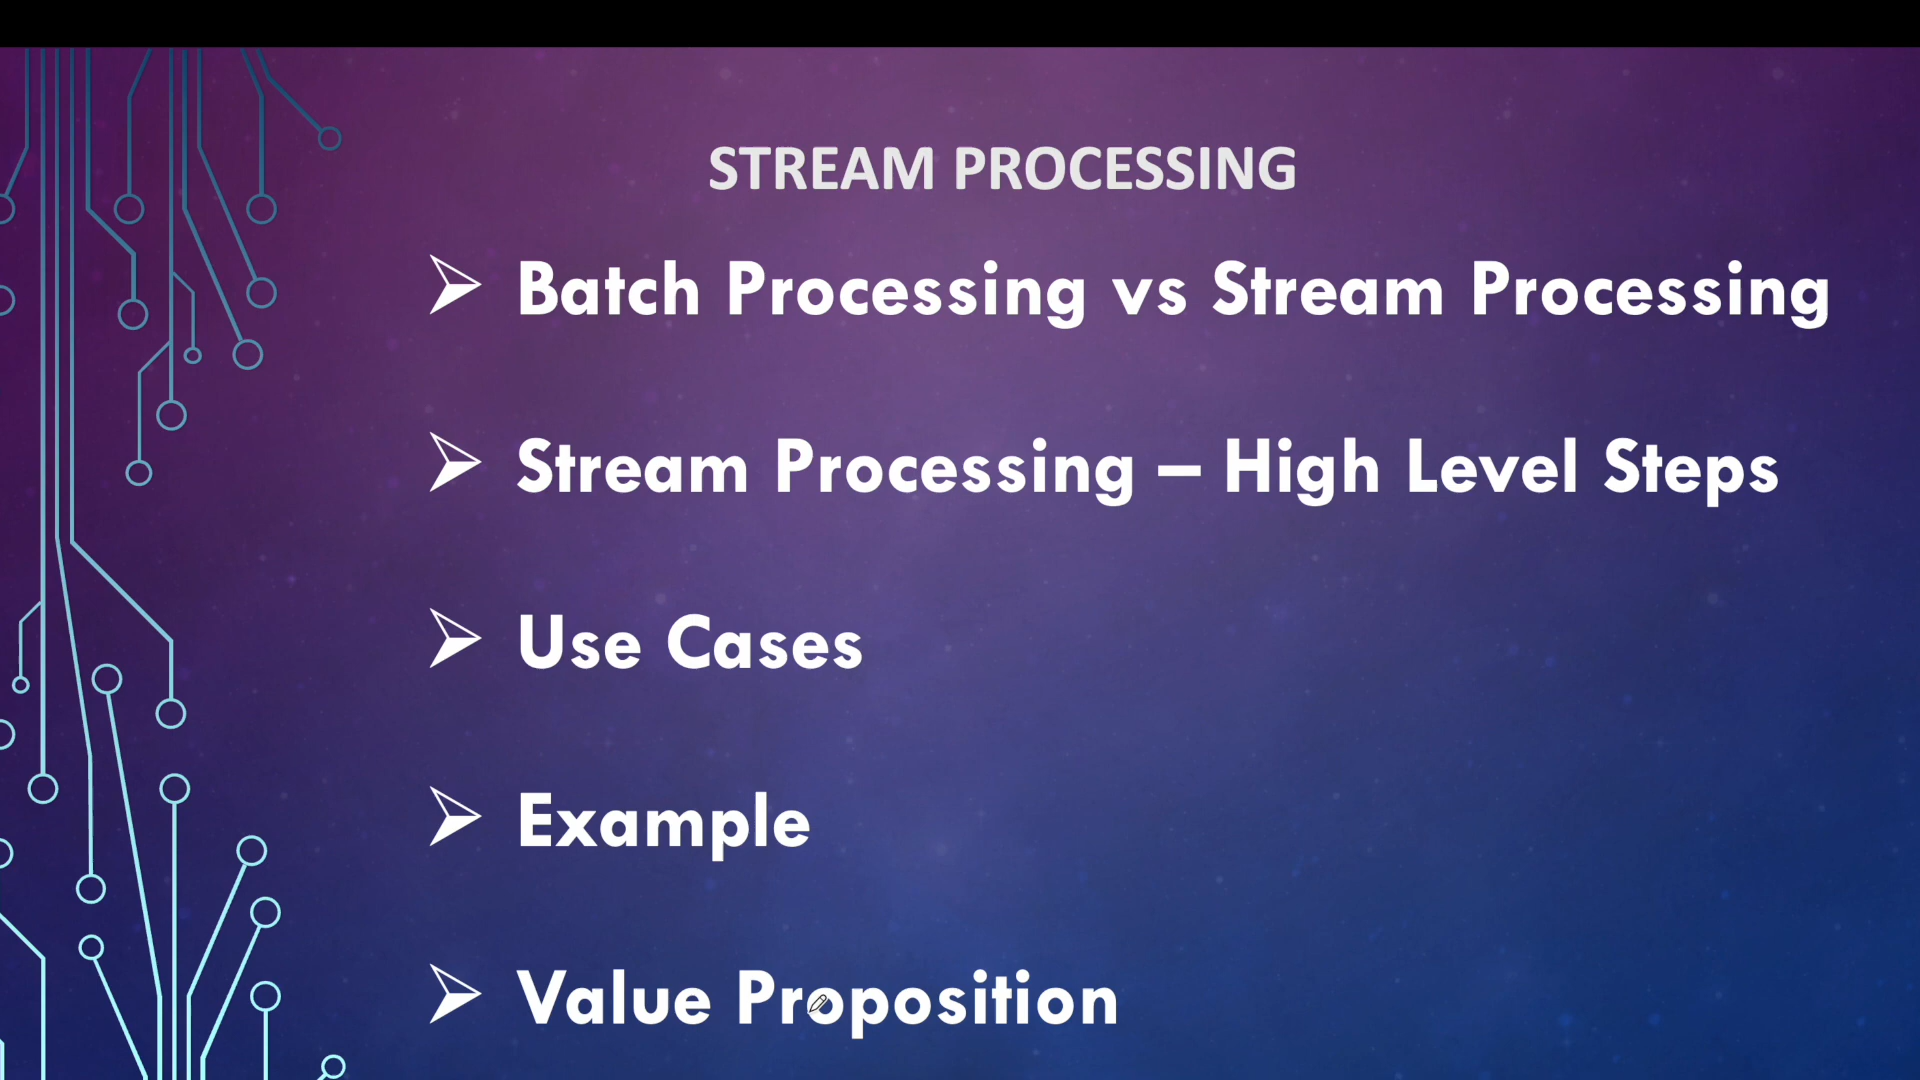 STREAM PROCESSING
Batch Processing vs Stream Processing
Stream Processing – High Level Steps
Use Cases
Example
Value Proposition